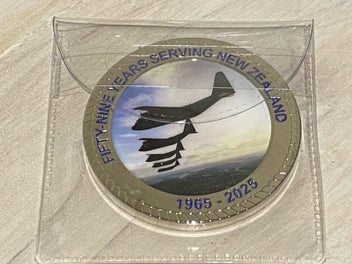 FIFTY-NINE YEARS SERVING NEW ZEALAND
1965 - 2025